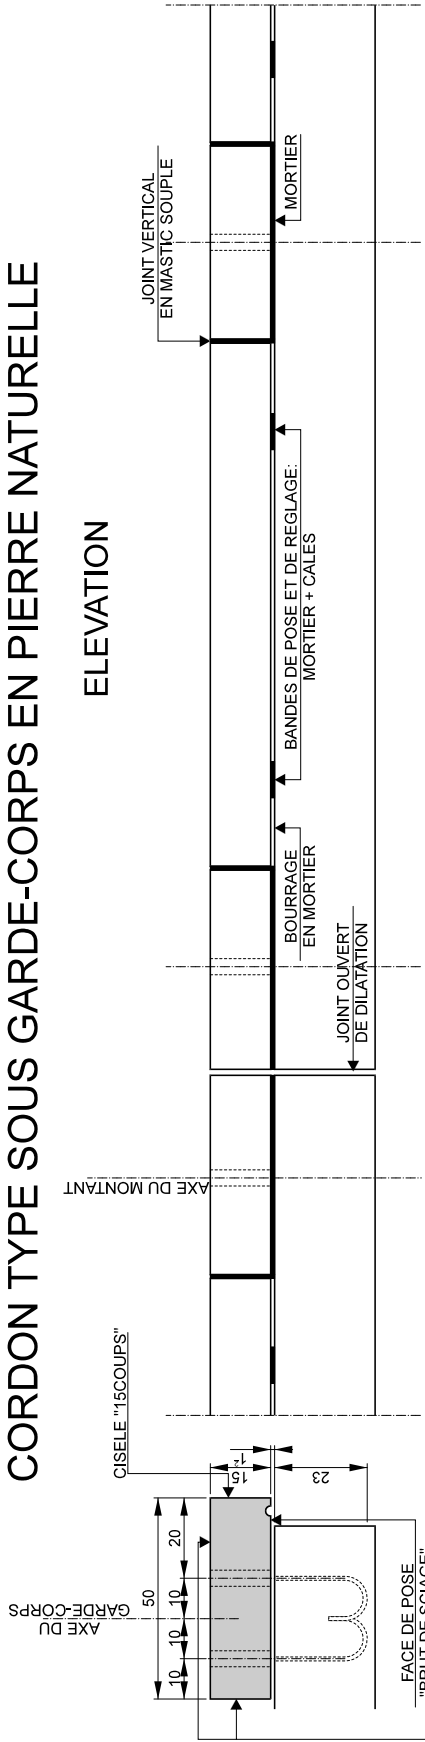 CORDON TYPE SOUS GARDE-CORPS EN PIERRE NATURELLE
ELEVATION
JOINT VERTICAL
EN MASTIC SOUPLE
MORTIER
BANDES DE POSE ET DE REGLAGE:
MORTIER + CALES
BOURRAGE
EN MORTIER
JOINT OUVERT
DE DILATATION
AXE DU MONTANT
CISELE "15COUPS"
AXE DU
GARDE-CORPS
50
10
10
10
20
15
1²
23
FACE DE POSE
"BRUT DE SCIAGE"